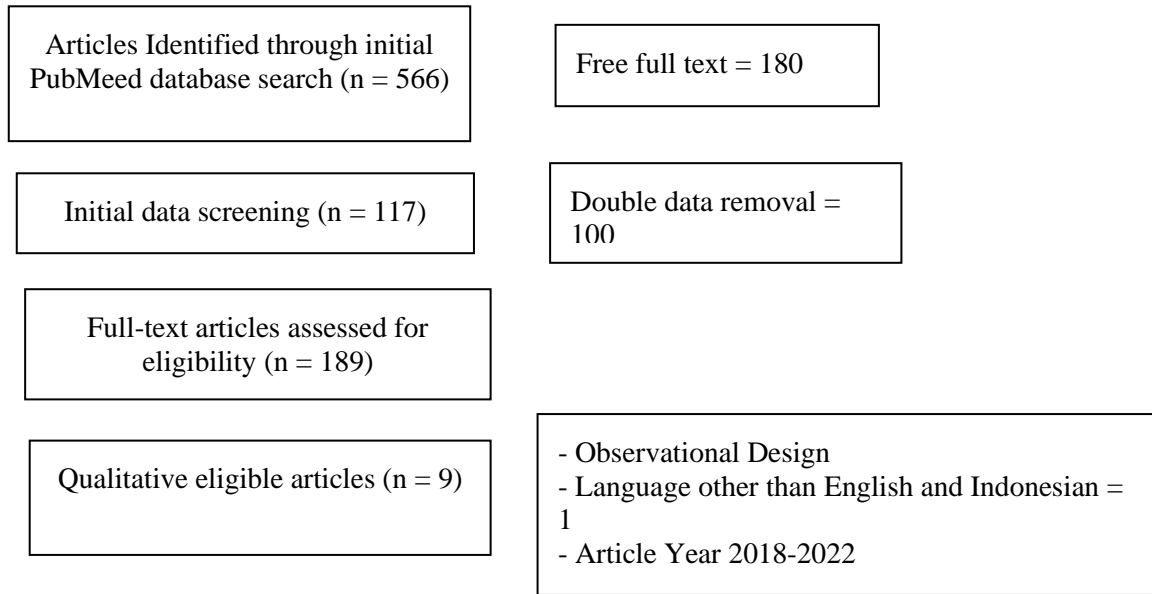 Articles Identified through initial
PubMeed database search (n = 566)
Free full text = 180
Initial data screening (n = 117)
Double data removal =
100
Full-text articles assessed for
eligibility (n = 189)
Qualitative eligible articles (n = 9)
- Observational Design
- Language other than English and Indonesian =
1
- Article Year 2018-2022